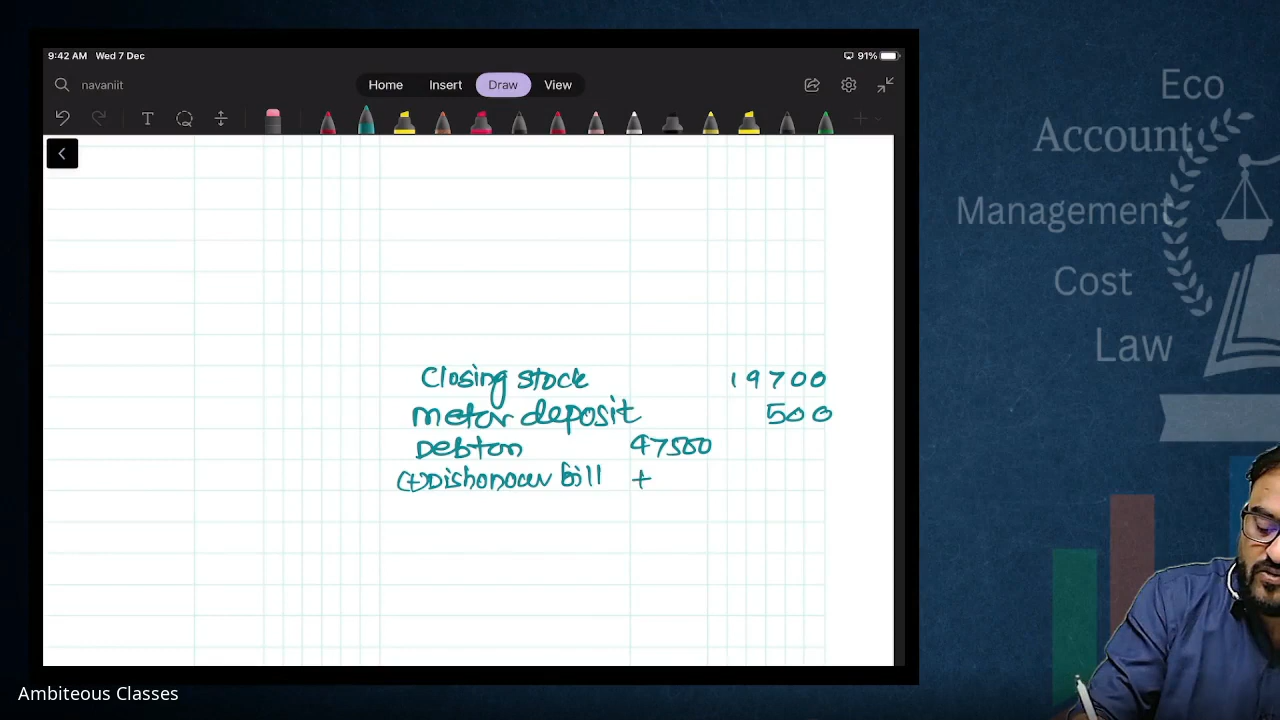 9:42 AM Wed 7 Dec
91%
navaniit
Home Insert Draw View
T
Eco
Account
Management
Cost
Law
Closing stock 19700
metor deposit 500
Debtor 47500
(+) Dishonour bill +
Ambiteous Classes